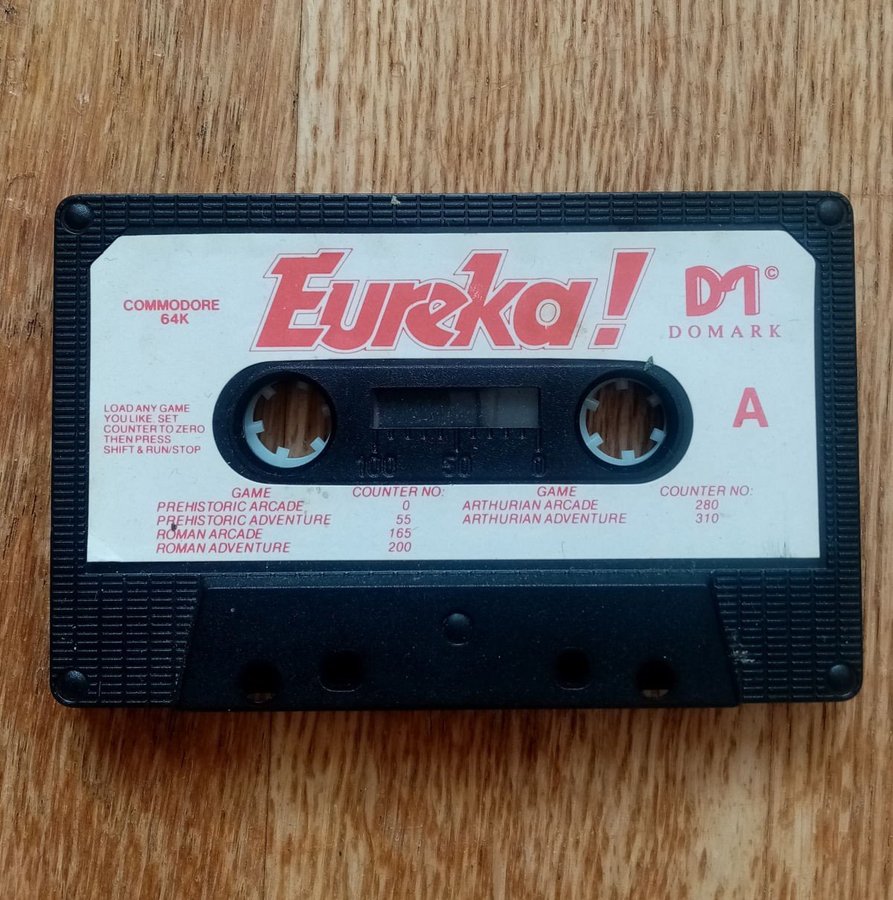 Eureka!
COMMODORE
64K
DM ©
DOMARK
A
LOAD ANY GAME
YOU LIKE SET
COUNTER TO ZERO
THEN PRESS
SHIFT & RUN/STOP
100 50 0
GAME COUNTER NO: GAME COUNTER NO:
PREHISTORIC ARCADE 0 ARTHURIAN ARCADE 280
PREHISTORIC ADVENTURE 55 ARTHURIAN ADVENTURE 310
ROMAN ARCADE 165
ROMAN ADVENTURE 200